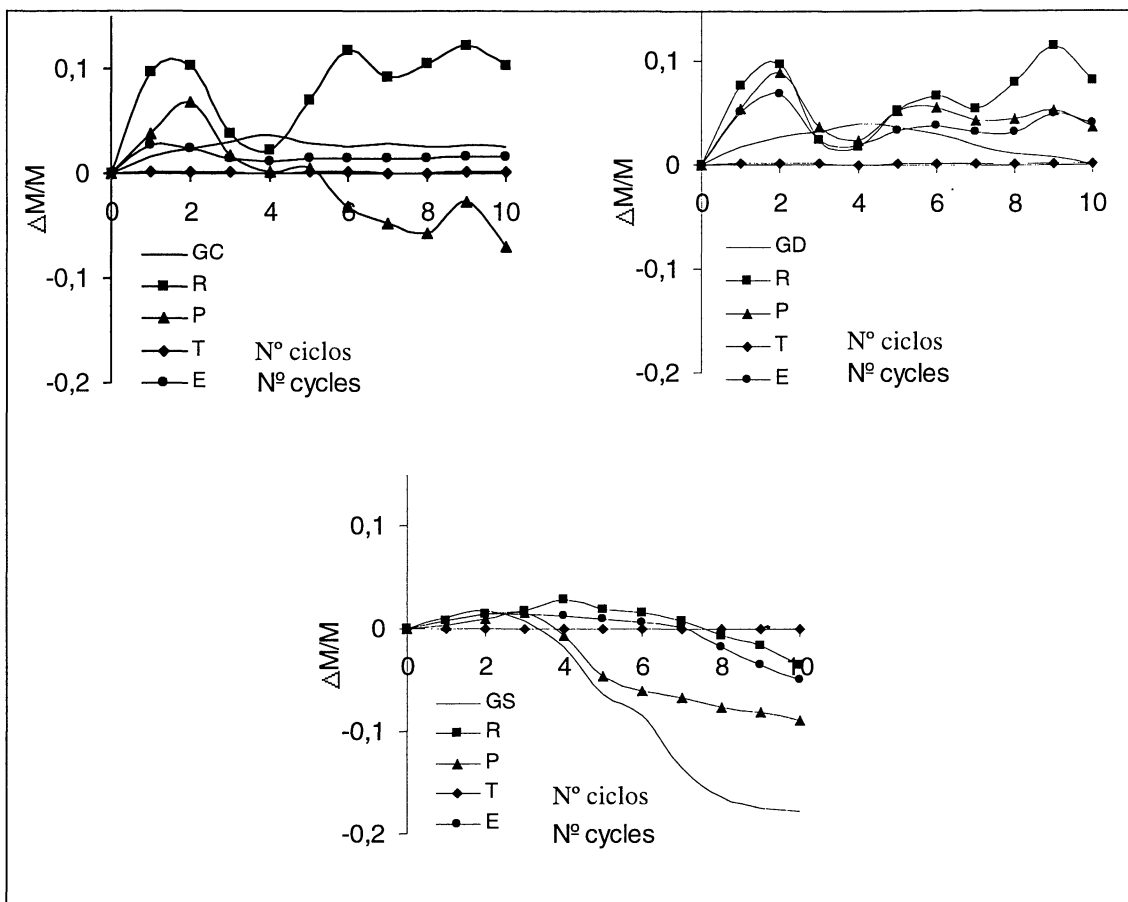 0,1
0
-0,1
-0,2
ΔM/M
0 2 4 6 8 10
GC
R
P
T
E
Nº ciclos
Nº cycles
0,1
0
-0,1
-0,2
ΔM/M
0 2 4 6 8 10
GD
R
P
T
E
Nº ciclos
Nº cycles
0,1
0
-0,1
-0,2
ΔM/M
0 2 4 6 8 10
GS
R
P
T
E
Nº ciclos
Nº cycles